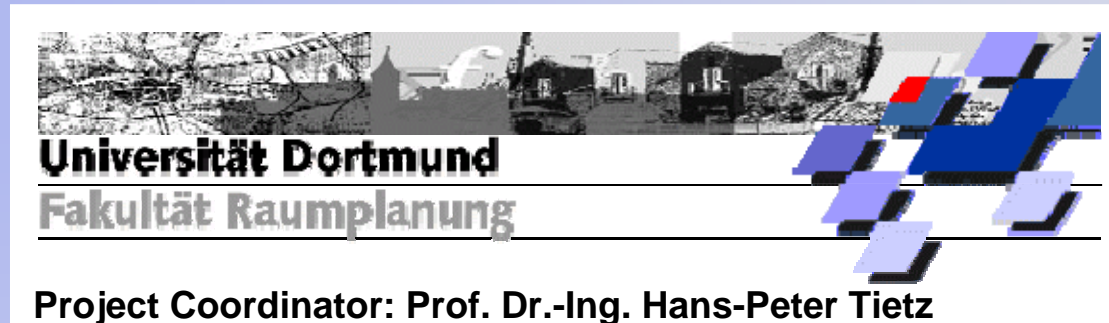 Universität Dortmund
Fakultät Raumplanung
Project Coordinator: Prof. Dr.-Ing. Hans-Peter Tietz